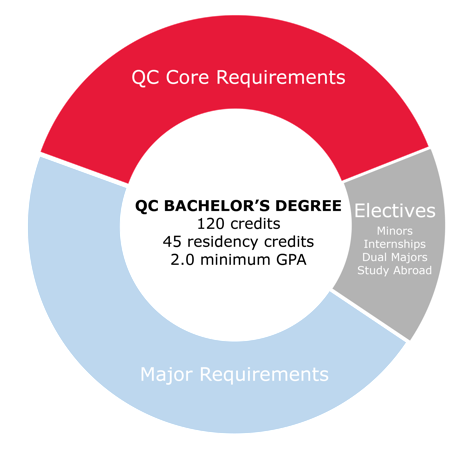 QC Core Requirements
QC BACHELOR'S DEGREE
120 credits
45 residency credits
2.0 minimum GPA
Electives
Minors
Internships
Dual Majors
Study Abroad
Major Requirements